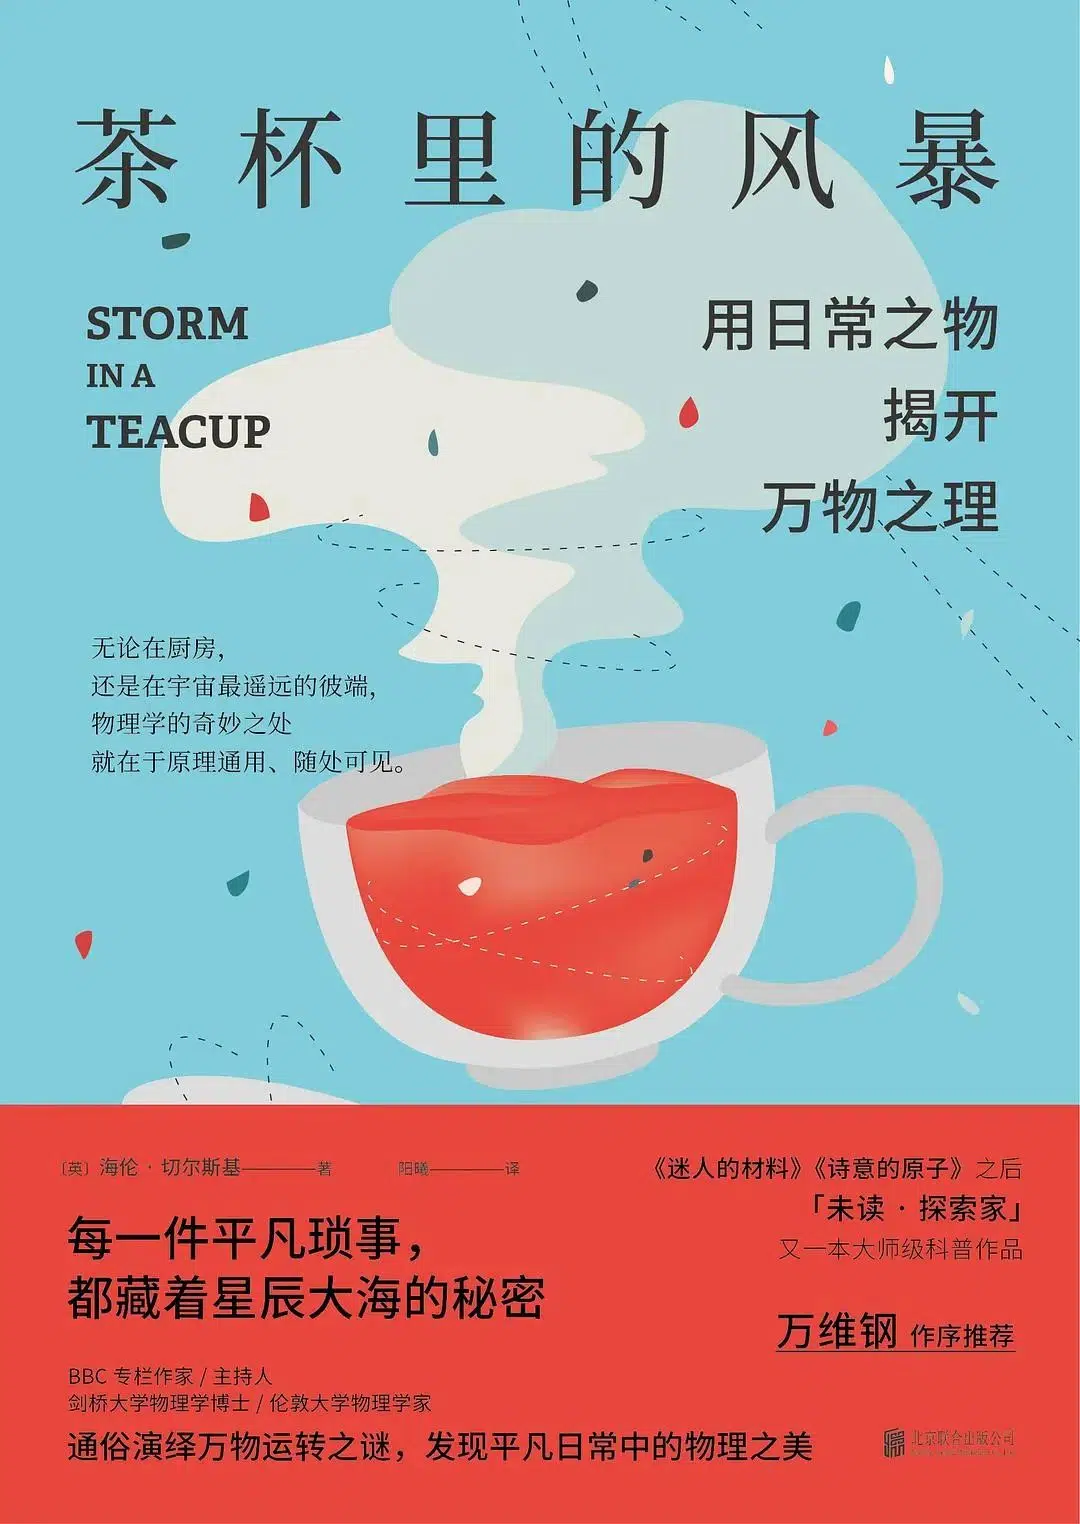 茶杯里的风暴
STORM
IN A
TEACUP
用日常之物
揭开
万物之理
无论在厨房，
还是在宇宙最遥远的彼端，
物理学的奇妙之处
就在于原理通用、随处可见。
〔英〕海伦·切尔斯基————著 阳曦————译
每一件平凡琐事，
都藏着星辰大海的秘密
BBC 专栏作家 / 主持人
剑桥大学物理学博士 / 伦敦大学物理学家
通俗演绎万物运转之谜，发现平凡日常中的物理之美
《迷人的材料》《诗意的原子》之后
「未读·探索家」
又一本大师级科普作品
万维钢 作序推荐
北京联合出版公司